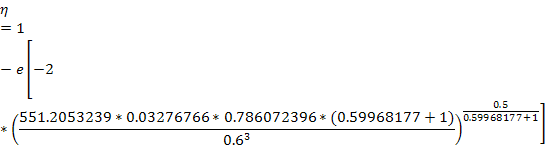 η
= 1
− e [−2
* (551.2053239 * 0.03276766 * 0.786072396 * (0.59968177 + 1) / 0.6³)^(0.5 / 0.59968177+1)]